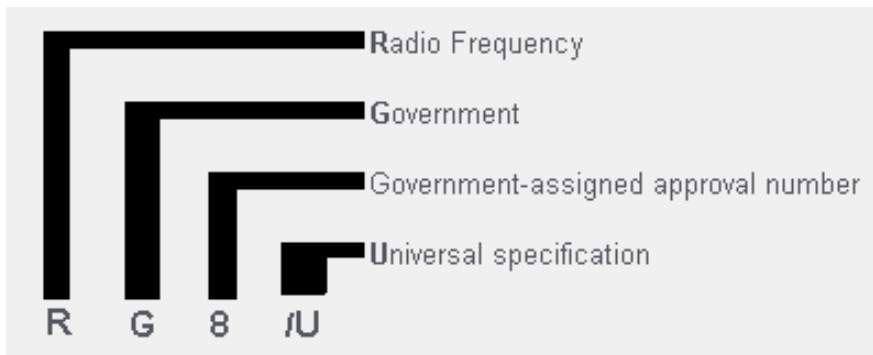 Radio Frequency
Government
Government-assigned approval number
Universal specification
R G 8 /U